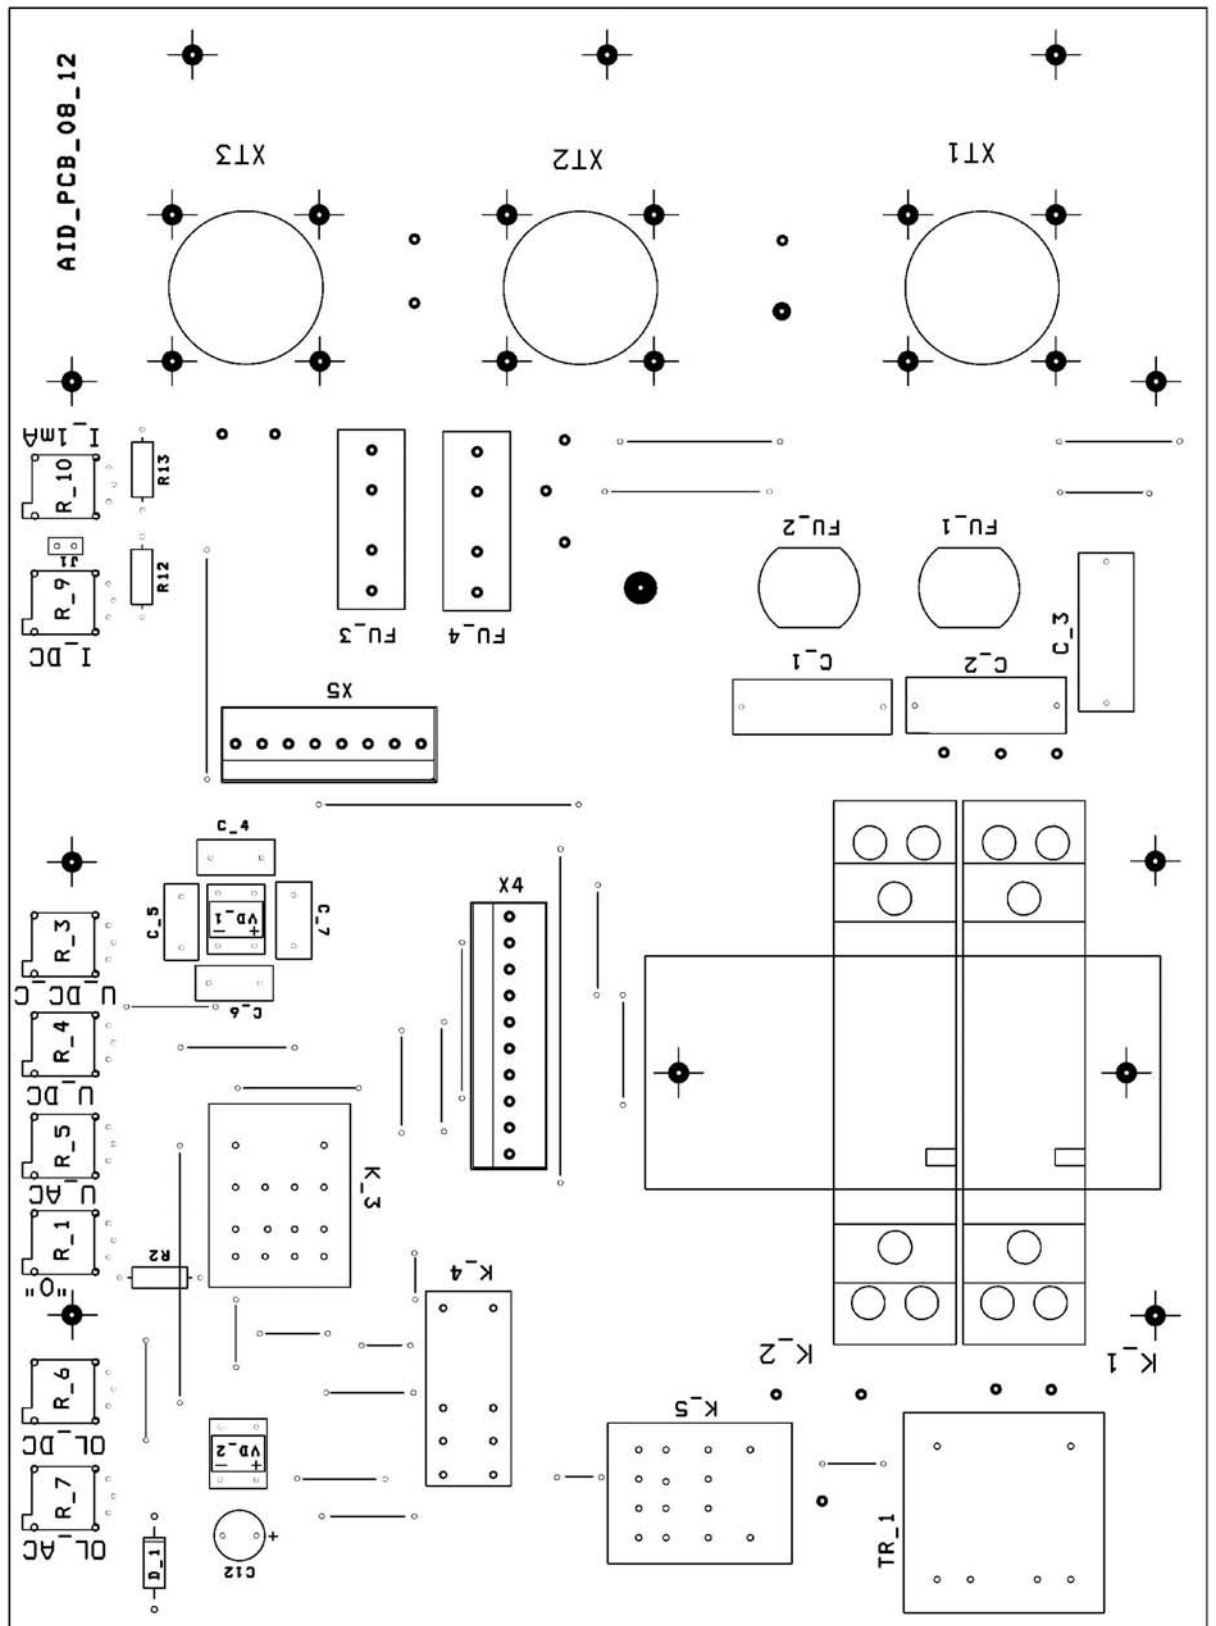 AID_PCB_08_12
XT3
XT2
XT1
I_1mA
R_10
R13
J1
R_9
R12
I_DC
FU_3
FU_4
FU_2
FU_1
C_1
C_2
C_3
X5
C_4
C_5
VD_1
- +
C_7
C_6
X4
R_3
U_DC_C
R_4
U_DC
R_5
U_AC
R_1
"0"
R2
K_3
K_4
K_2
K_1
R_6
OL_DC
VD_2
- +
K_5
R_7
OL_AC
D_1
+
C12
TR_1